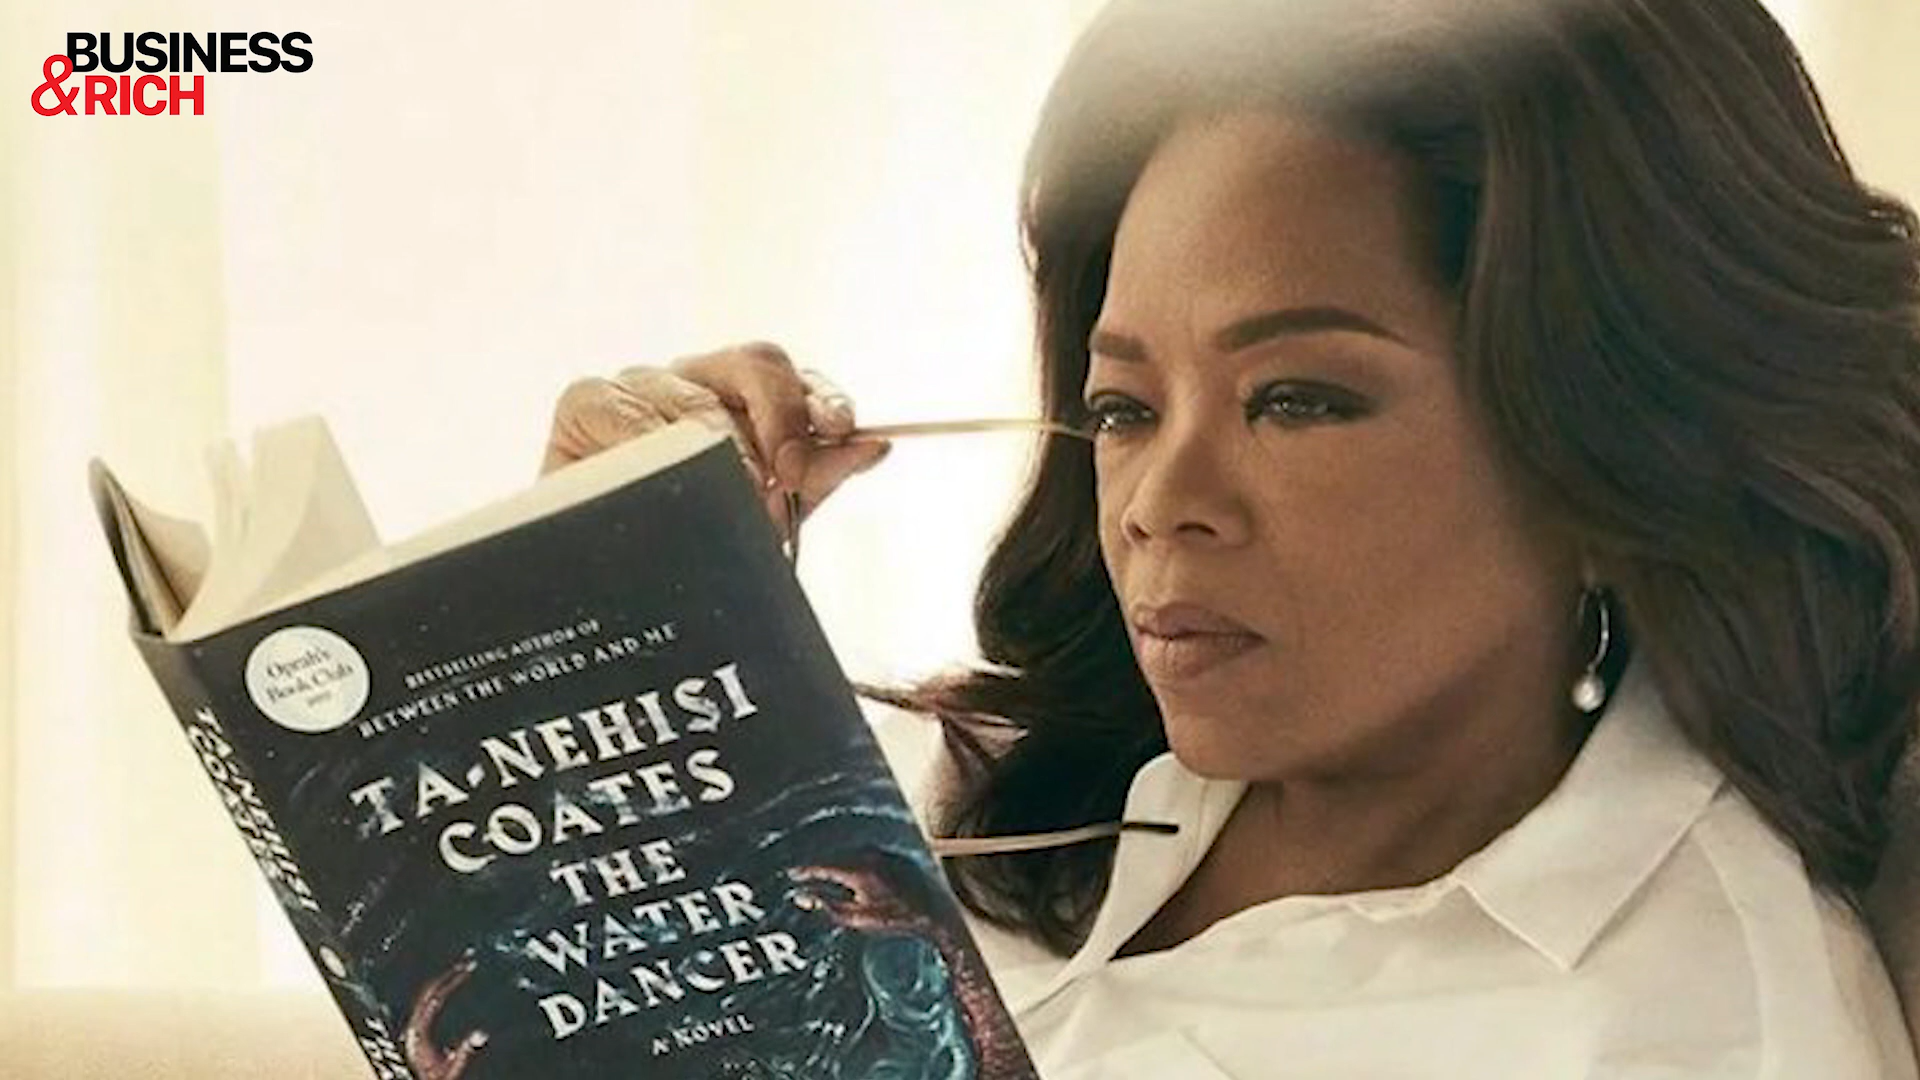 BUSINESS
&RICH
Oprah's
Book Club
BESTSELLING AUTHOR OF
BETWEEN THE WORLD AND ME
TA-NEHISI
COATES
THE
WATER
DANCER
A NOVEL
TA-NEHISI
COATES